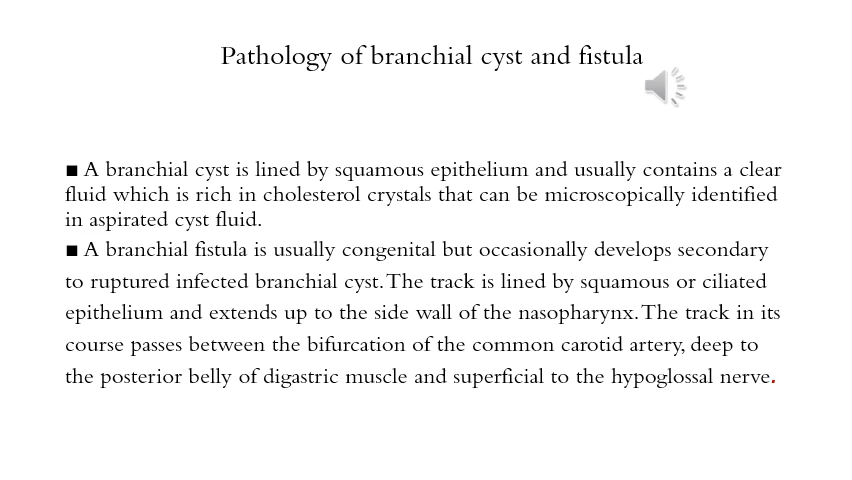 Pathology of branchial cyst and fistula
■ A branchial cyst is lined by squamous epithelium and usually contains a clear
fluid which is rich in cholesterol crystals that can be microscopically identified
in aspirated cyst fluid.
■ A branchial fistula is usually congenital but occasionally develops secondary
to ruptured infected branchial cyst. The track is lined by squamous or ciliated
epithelium and extends up to the side wall of the nasopharynx. The track in its
course passes between the bifurcation of the common carotid artery, deep to
the posterior belly of digastric muscle and superficial to the hypoglossal nerve.